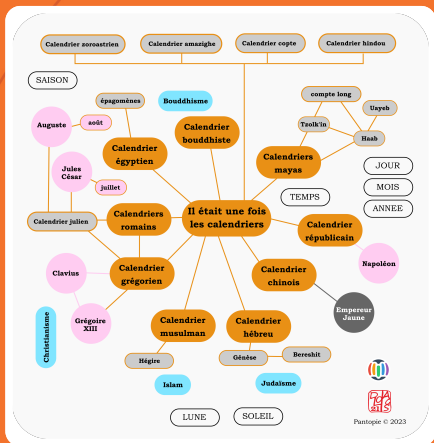 Calendrier zoroastrien
Calendrier amazighe
Calendrier copte
Calendrier hindou
SAISON
épagomènes
Bouddhisme
compte long
Uayeb
Auguste
août
Calendrier
bouddhiste
Tzolk'in
Haab
Calendrier
égyptien
Calendriers
mayas
Jules
César
juillet
JOUR
MOIS
ANNEE
TEMPS
Calendrier julien
Calendriers
romains
Il était une fois
les calendriers
Calendrier
républicain
Clavius
Calendrier
grégorien
Calendrier
chinois
Napoléon
Grégoire
XIII
Christianisme
Calendrier
musulman
Calendrier
hébreu
Empereur
Jaune
Hégire
Génèse
Bereshit
Islam
Judaïsme
LUNE
SOLEIL
Pantopie © 2023